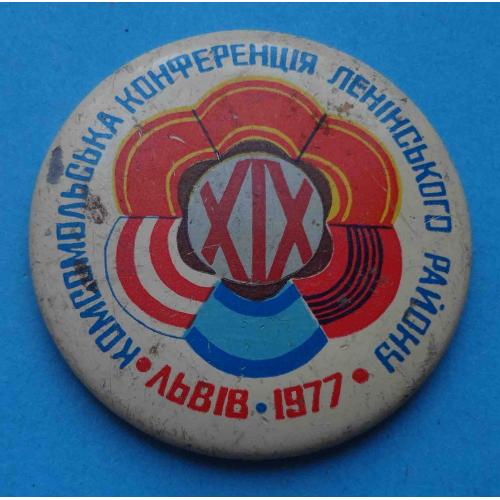 КОМСОМОЛЬСЬКА КОНФЕРЕНЦІЯ ЛЕНІНСЬКОГО РАЙОНУ
XIX
• ЛЬВІВ • 1977 •